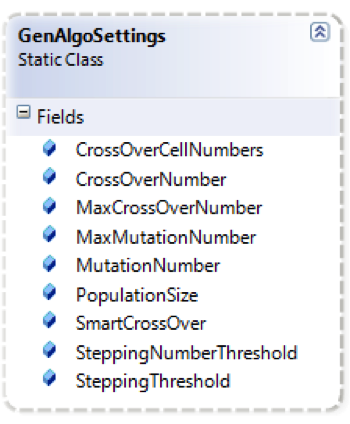 GenAlgoSettings
Static Class
Fields
CrossOverCellNumbers
CrossOverNumber
MaxCrossOverNumber
MaxMutationNumber
MutationNumber
PopulationSize
SmartCrossOver
SteppingNumberThreshold
SteppingThreshold